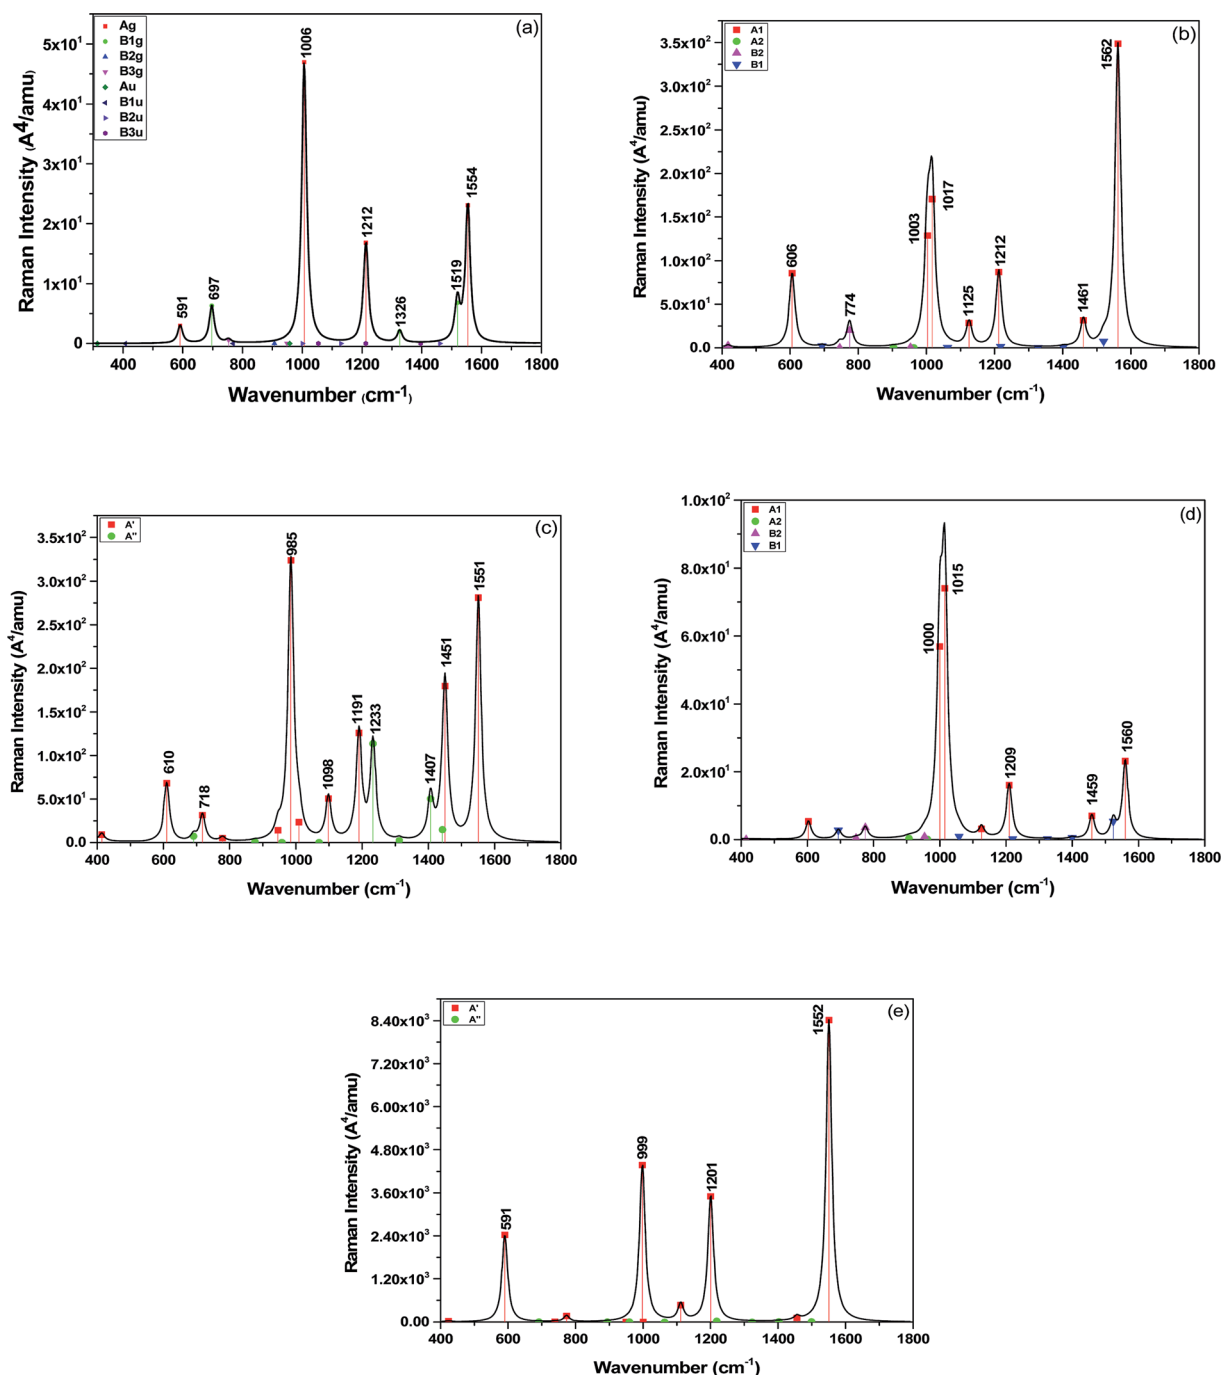 (a)
Ag
B1g
B2g
B3g
Au
B1u
B2u
B3u
Raman Intensity (A⁴/amu)
5x10¹
4x10¹
3x10¹
2x10¹
1x10¹
0
591
697
1006
1212
1326
1519
1554
400 600 800 1000 1200 1400 1600 1800
Wavenumber (cm⁻¹)
(b)
A1
A2
B2
B1
Raman Intensity (A⁴/amu)
3.5x10²
3.0x10²
3.5x10²
2.0x10²
1.5x10²
1.0x10²
5.0x10¹
0.0
606
774
1003
1017
1125
1212
1461
1562
400 600 800 1000 1200 1400 1600 1800
Wavenumber (cm⁻¹)
(c)
A'
A''
Raman Intensity (A⁴/amu)
3.5x10²
3.0x10²
2.5x10²
2.0x10²
1.5x10²
1.0x10²
5.0x10¹
0.0
610
718
985
1098
1191
1233
1407
1451
1551
400 600 800 1000 1200 1400 1600 1800
Wavenumber (cm⁻¹)
(d)
A1
A2
B2
B1
Raman Intensity (A⁴/amu)
1.0x10²
8.0x10¹
6.0x10¹
4.0x10¹
2.0x10¹
0.0
1000
1015
1209
1459
1560
400 600 800 1000 1200 1400 1600 1800
Wavenumber (cm⁻¹)
(e)
A'
A''
Raman Intensity (A⁴/amu)
8.40x10³
7.20x10³
6.00x10³
4.80x10³
3.60x10³
2.40x10³
1.20x10³
0.00
591
999
1201
1552
400 600 800 1000 1200 1400 1600 1800
Wavenumber (cm⁻¹)